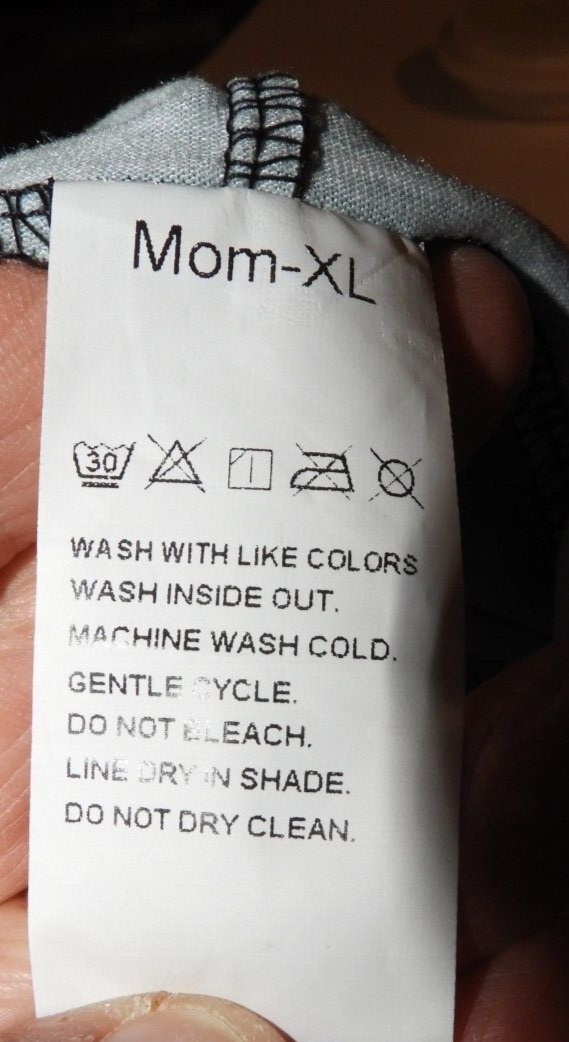 Mom-XL
30
WASH WITH LIKE COLORS
WASH INSIDE OUT.
MACHINE WASH COLD.
GENTLE CYCLE.
DO NOT BLEACH.
LINE DRY IN SHADE.
DO NOT DRY CLEAN.